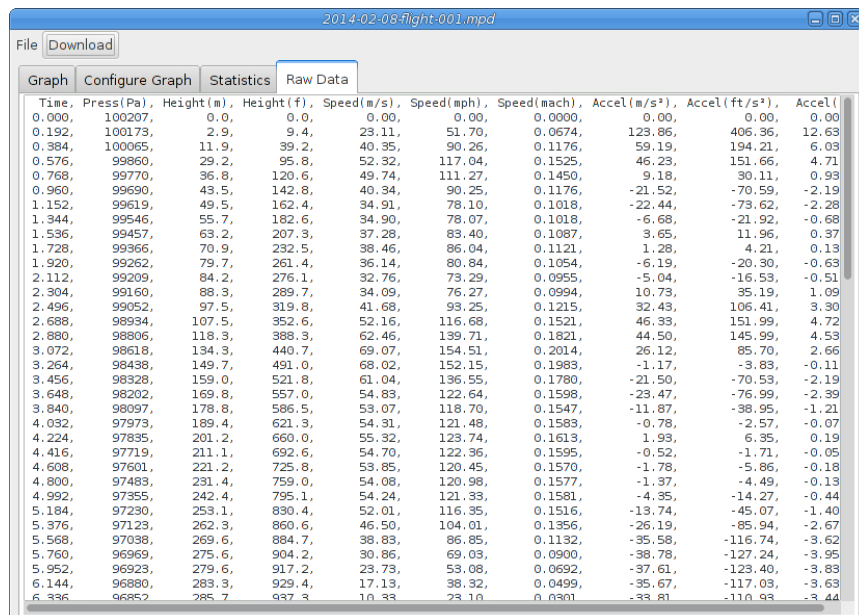 2014-02-08-flight-001.mpd
File Download
Graph Configure Graph Statistics Raw Data
Time, Press(Pa), Height(m), Height(f), Speed(m/s), Speed(mph), Speed(mach), Accel(m/s²), Accel(ft/s²), Accel(
0.000, 100207, 0.0, 0.0, 0.00, 0.00, 0.0000, 0.00, 0.00, 0.00
0.192, 100173, 2.9, 9.4, 23.11, 51.70, 0.0674, 123.86, 406.36, 12.63
0.384, 100065, 11.9, 39.2, 40.35, 90.26, 0.1176, 59.19, 194.21, 6.03
0.576, 99860, 29.2, 95.8, 52.32, 117.04, 0.1525, 46.23, 151.66, 4.71
0.768, 99770, 36.8, 120.6, 49.74, 111.27, 0.1450, 9.18, 30.11, 0.93
0.960, 99690, 43.5, 142.8, 40.34, 90.25, 0.1176, -21.52, -70.59, -2.19
1.152, 99619, 49.5, 162.4, 34.91, 78.10, 0.1018, -22.44, -73.62, -2.28
1.344, 99546, 55.7, 182.6, 34.90, 78.07, 0.1018, -6.68, -21.92, -0.68
1.536, 99457, 63.2, 207.3, 37.28, 83.40, 0.1087, 3.65, 11.96, 0.37
1.728, 99366, 70.9, 232.5, 38.46, 86.04, 0.1121, 1.28, 4.21, 0.13
1.920, 99262, 79.7, 261.4, 36.14, 80.84, 0.1054, -6.19, -20.30, -0.63
2.112, 99209, 84.2, 276.1, 32.76, 73.29, 0.0955, -5.04, -16.53, -0.51
2.304, 99160, 88.3, 289.7, 34.09, 76.27, 0.0994, 10.73, 35.19, 1.09
2.496, 99052, 97.5, 319.8, 41.68, 93.25, 0.1215, 32.43, 106.41, 3.30
2.688, 98934, 107.5, 352.6, 52.16, 116.68, 0.1521, 46.33, 151.99, 4.72
2.880, 98806, 118.3, 388.3, 62.46, 139.71, 0.1821, 44.50, 145.99, 4.53
3.072, 98618, 134.3, 440.7, 69.07, 154.51, 0.2014, 26.12, 85.70, 2.66
3.264, 98438, 149.7, 491.0, 68.02, 152.15, 0.1983, -1.17, -3.83, -0.11
3.456, 98328, 159.0, 521.8, 61.04, 136.55, 0.1780, -21.50, -70.53, -2.19
3.648, 98202, 169.8, 557.0, 54.83, 122.64, 0.1598, -23.47, -76.99, -2.39
3.840, 98097, 178.8, 586.5, 53.07, 118.70, 0.1547, -11.87, -38.95, -1.21
4.032, 97973, 189.4, 621.3, 54.31, 121.48, 0.1583, -0.78, -2.57, -0.07
4.224, 97835, 201.2, 660.0, 55.32, 123.74, 0.1613, 1.93, 6.35, 0.19
4.416, 97719, 211.1, 692.6, 54.70, 122.36, 0.1595, -0.52, -1.71, -0.05
4.608, 97601, 221.2, 725.8, 53.85, 120.45, 0.1570, -1.78, -5.86, -0.18
4.800, 97483, 231.4, 759.0, 54.08, 120.98, 0.1577, -1.37, -4.49, -0.13
4.992, 97355, 242.4, 795.1, 54.24, 121.33, 0.1581, -4.35, -14.27, -0.44
5.184, 97230, 253.1, 830.4, 52.01, 116.35, 0.1516, -13.74, -45.07, -1.40
5.376, 97123, 262.3, 860.6, 46.50, 104.01, 0.1356, -26.19, -85.94, -2.67
5.568, 97038, 269.6, 884.7, 38.83, 86.85, 0.1132, -35.58, -116.74, -3.62
5.760, 96969, 275.6, 904.2, 30.86, 69.03, 0.0900, -38.78, -127.24, -3.95
5.952, 96923, 279.6, 917.2, 23.73, 53.08, 0.0692, -37.61, -123.40, -3.83
6.144, 96880, 283.3, 929.4, 17.13, 38.32, 0.0499, -35.67, -117.03, -3.63
6.336, 96852, 285.7, 937.3, 10.33, 23.10, 0.0301, -33.81, -110.93, -3.44